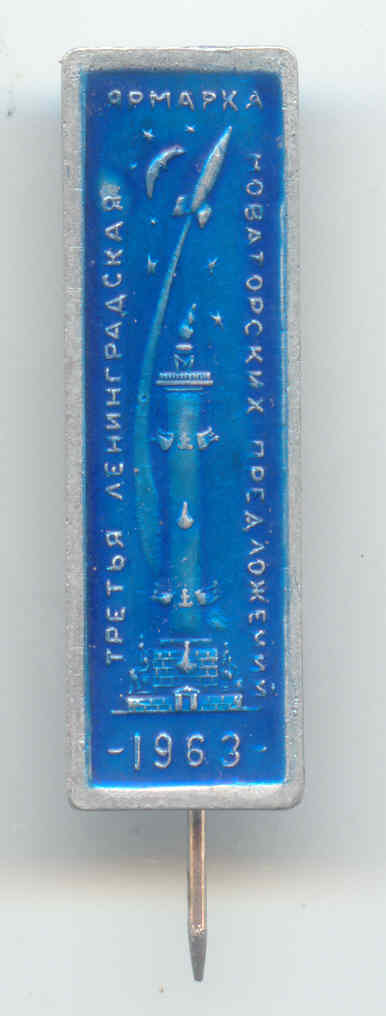 ТРЕТЬЯ ЛЕНИНГРАДСКАЯ
ЯРМАРКА
НОВАТОРСКИХ ПРЕДЛОЖЕНИЙ
- 1963 -